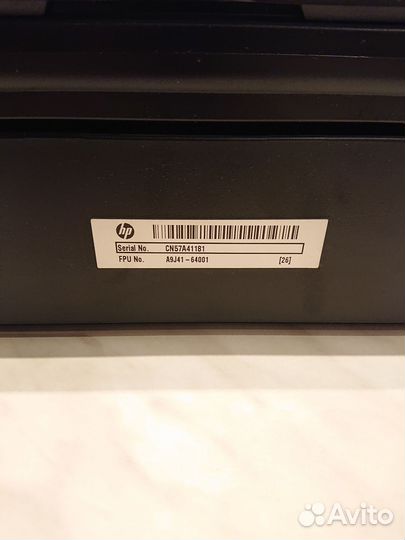 hp
Serial No. CN57A41181
FPU No. A9J41-64001 [26]
Avito